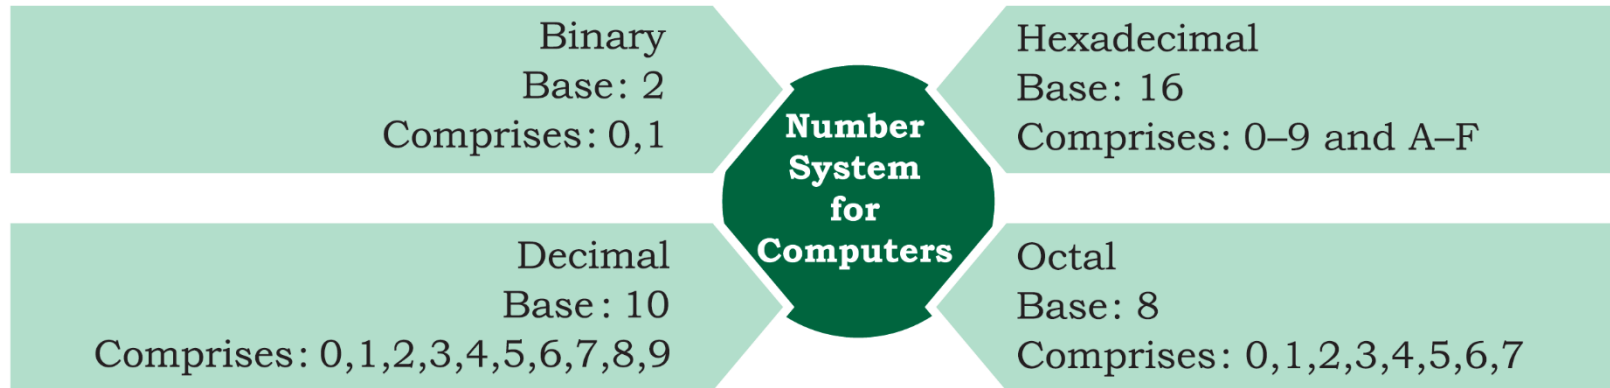 Binary
Base: 2
Comprises: 0,1
Hexadecimal
Base: 16
Comprises: 0–9 and A–F
Number
System
for
Computers
Decimal
Base: 10
Comprises: 0,1,2,3,4,5,6,7,8,9
Octal
Base: 8
Comprises: 0,1,2,3,4,5,6,7